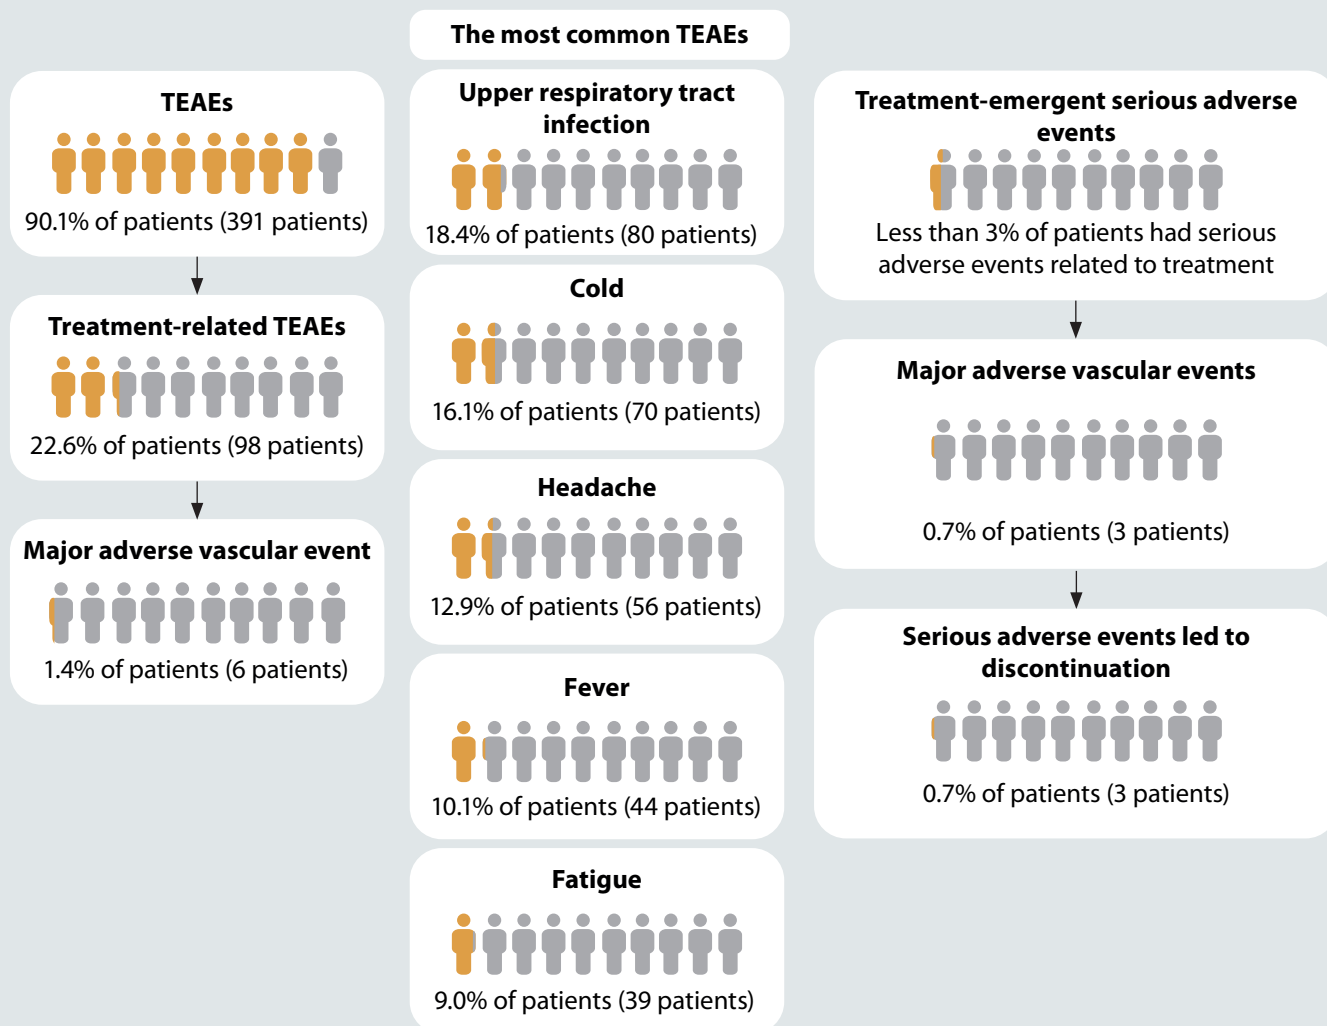 TEAEs
90.1% of patients (391 patients)
Treatment-related TEAEs
22.6% of patients (98 patients)
Major adverse vascular event
1.4% of patients (6 patients)
The most common TEAEs
Upper respiratory tract
infection
18.4% of patients (80 patients)
Cold
16.1% of patients (70 patients)
Headache
12.9% of patients (56 patients)
Fever
10.1% of patients (44 patients)
Fatigue
9.0% of patients (39 patients)
Treatment-emergent serious adverse
events
Less than 3% of patients had serious
adverse events related to treatment
Major adverse vascular events
0.7% of patients (3 patients)
Serious adverse events led to
discontinuation
0.7% of patients (3 patients)